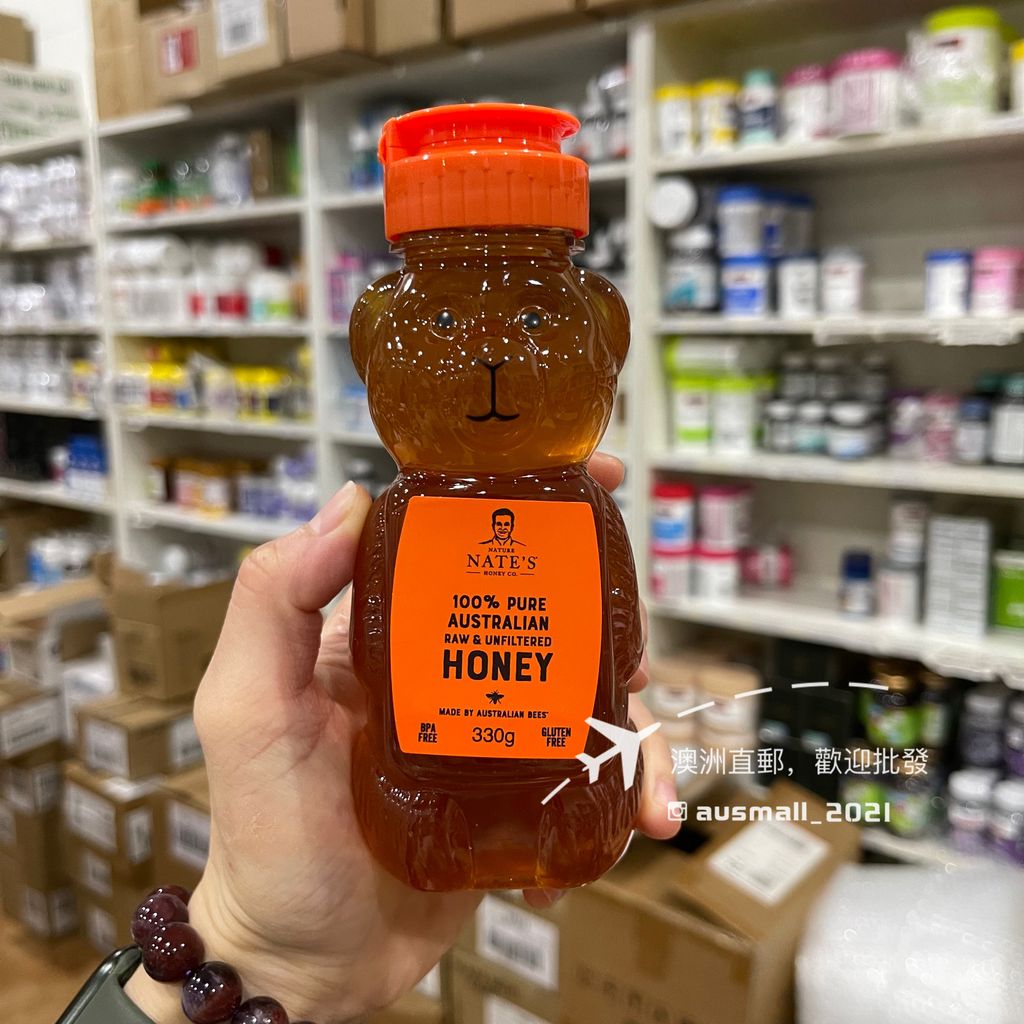 NATURE
NATE'S
HONEY CO.
100% PURE
AUSTRALIAN
RAW & UNFILTERED
HONEY
MADE BY AUSTRALIAN BEES
BPA FREE
330g
GLUTEN FREE
澳洲直郵，歡迎批發
ausmall_2021